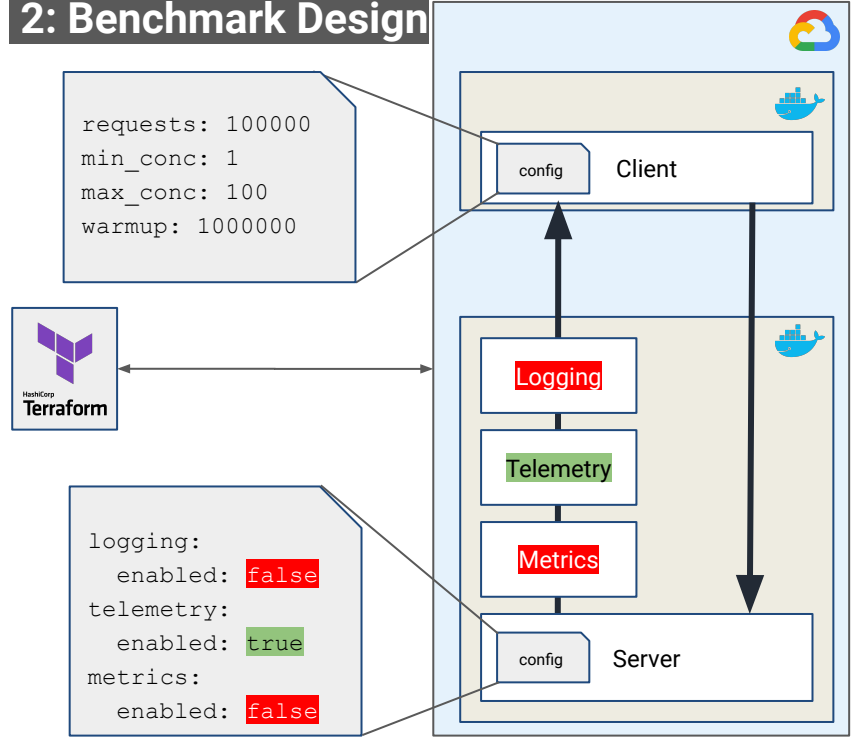 2: Benchmark Design
requests: 100000
min_conc: 1
max_conc: 100
warmup: 1000000
config
Client
HashiCorp
Terraform
Logging
Telemetry
Metrics
logging:
enabled: false
telemetry:
enabled: true
metrics:
enabled: false
config
Server